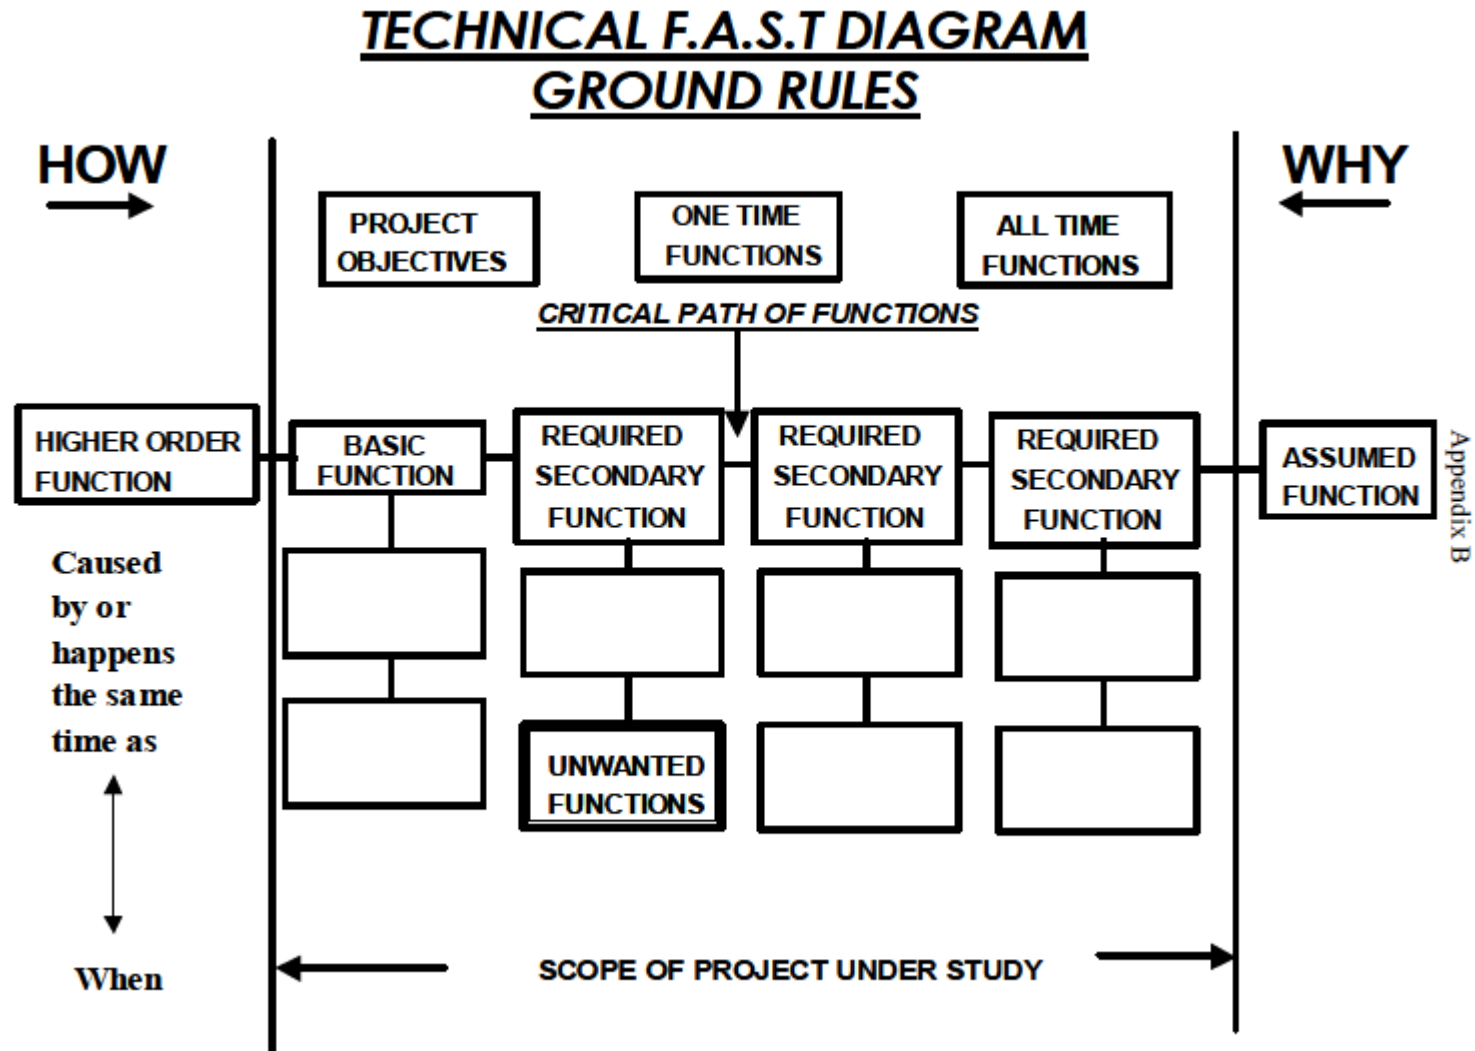 TECHNICAL F.A.S.T DIAGRAM
GROUND RULES
HOW
WHY
PROJECT
OBJECTIVES
ONE TIME
FUNCTIONS
ALL TIME
FUNCTIONS
CRITICAL PATH OF FUNCTIONS
HIGHER ORDER
FUNCTION
BASIC
FUNCTION
REQUIRED
SECONDARY
FUNCTION
REQUIRED
SECONDARY
FUNCTION
REQUIRED
SECONDARY
FUNCTION
ASSUMED
FUNCTION
Appendix B
Caused
by or
happens
the same
time as
When
UNWANTED
FUNCTIONS
SCOPE OF PROJECT UNDER STUDY